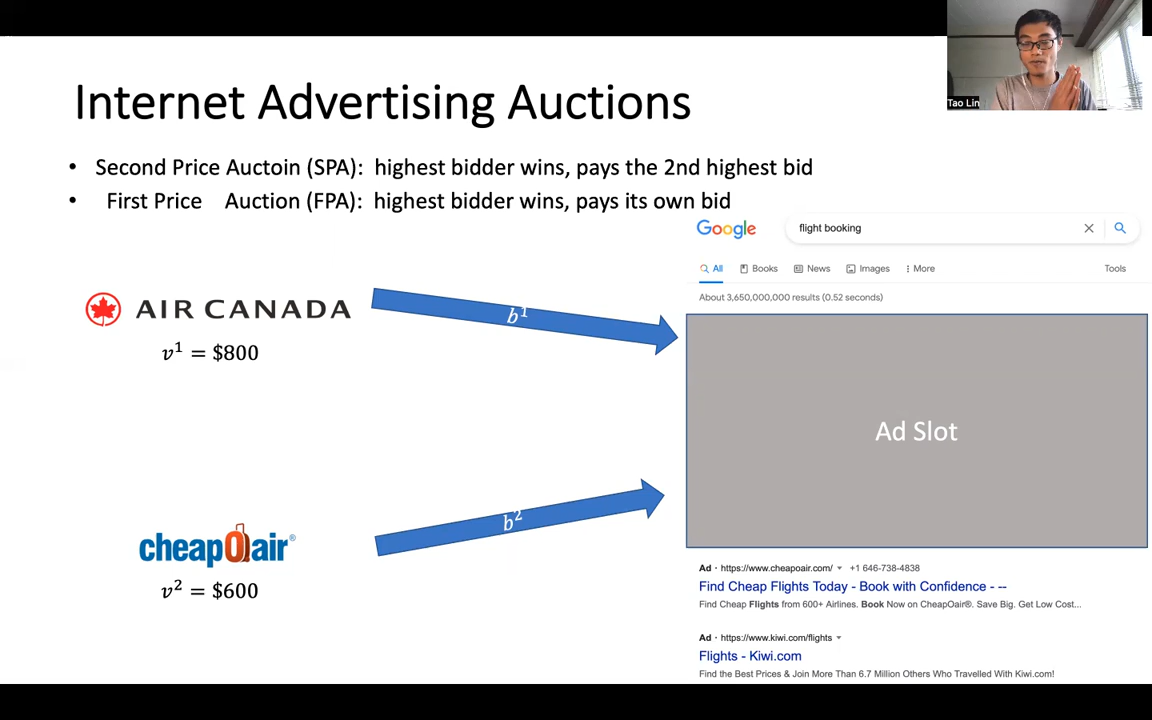 Tao Lin
Internet Advertising Auctions
• Second Price Auctoin (SPA): highest bidder wins, pays the 2nd highest bid
• First Price Auction (FPA): highest bidder wins, pays its own bid
Google
flight booking
All Books News Images More Tools
About 3,650,000,000 results (0.52 seconds)
AIR CANADA
b¹
v¹ = $800
Ad Slot
b²
cheapOair®
v² = $600
Ad · https://www.cheapoair.com/ +1 646-738-4838
Find Cheap Flights Today - Book with Confidence - --
Find Cheap Flights from 600+ Airlines. Book Now on CheapOair®. Save Big. Get Low Cost...
Ad · https://www.kiwi.com/flights
Flights - Kiwi.com
Find the Best Prices & Join More Than 6.7 Million Others Who Travelled With Kiwi.com!